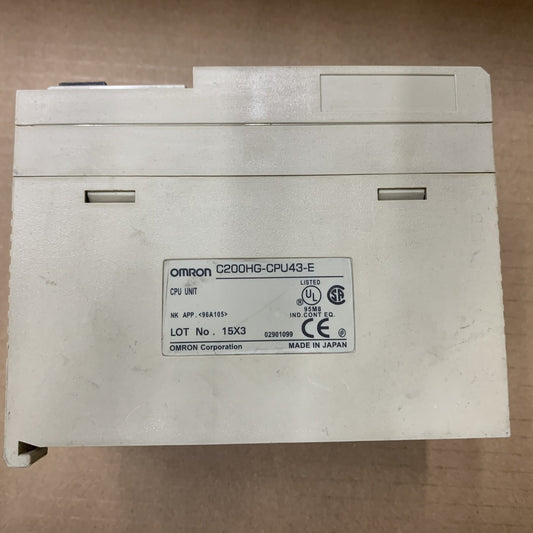 OMRON C200HG-CPU43-E
CPU UNIT
LISTED
UL
95M8
IND.CONT EQ.
NK APP.<96A105>
LOT No. 15X3
02901099
CE
OMRON Corporation
MADE IN JAPAN